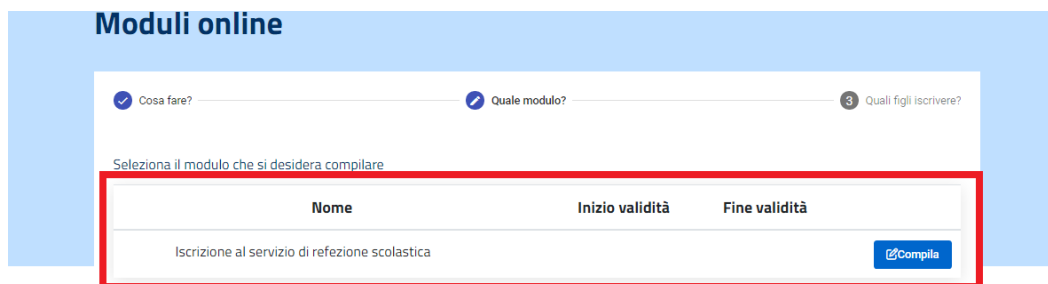 Moduli online
Cosa fare? Quale modulo? 3 Quali figli iscrivere?
Seleziona il modulo che si desidera compilare
Nome Inizio validità Fine validità
Iscrizione al servizio di refezione scolastica Compila